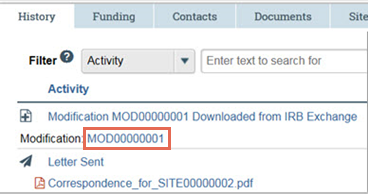 History Funding Contacts Documents Site
Filter ? Activity Enter text to search for
Activity
Modification MOD00000001 Downloaded from IRB Exchange
Modification: MOD00000001
Letter Sent
Correspondence_for_SITE00000002.pdf